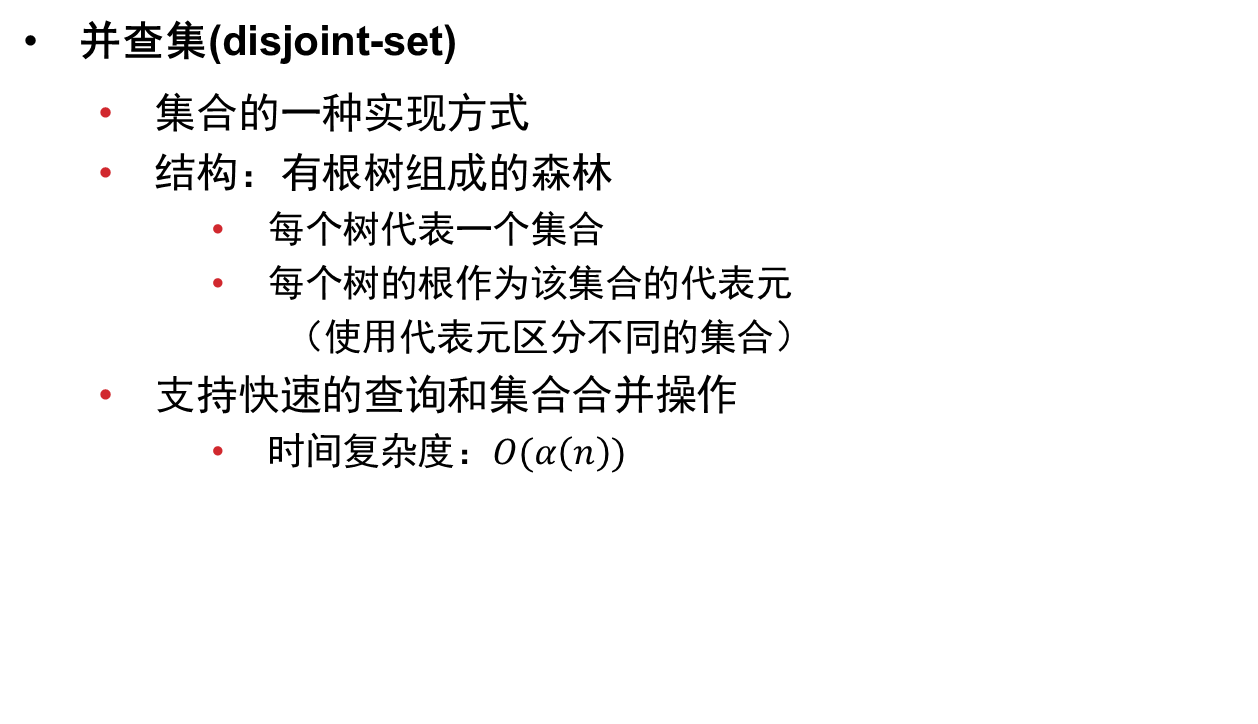 • 并查集(disjoint-set)
• 集合的一种实现方式
• 结构：有根树组成的森林
• 每个树代表一个集合
• 每个树的根作为该集合的代表元
（使用代表元区分不同的集合）
• 支持快速的查询和集合合并操作
• 时间复杂度：𝑂(𝛼(𝑛))